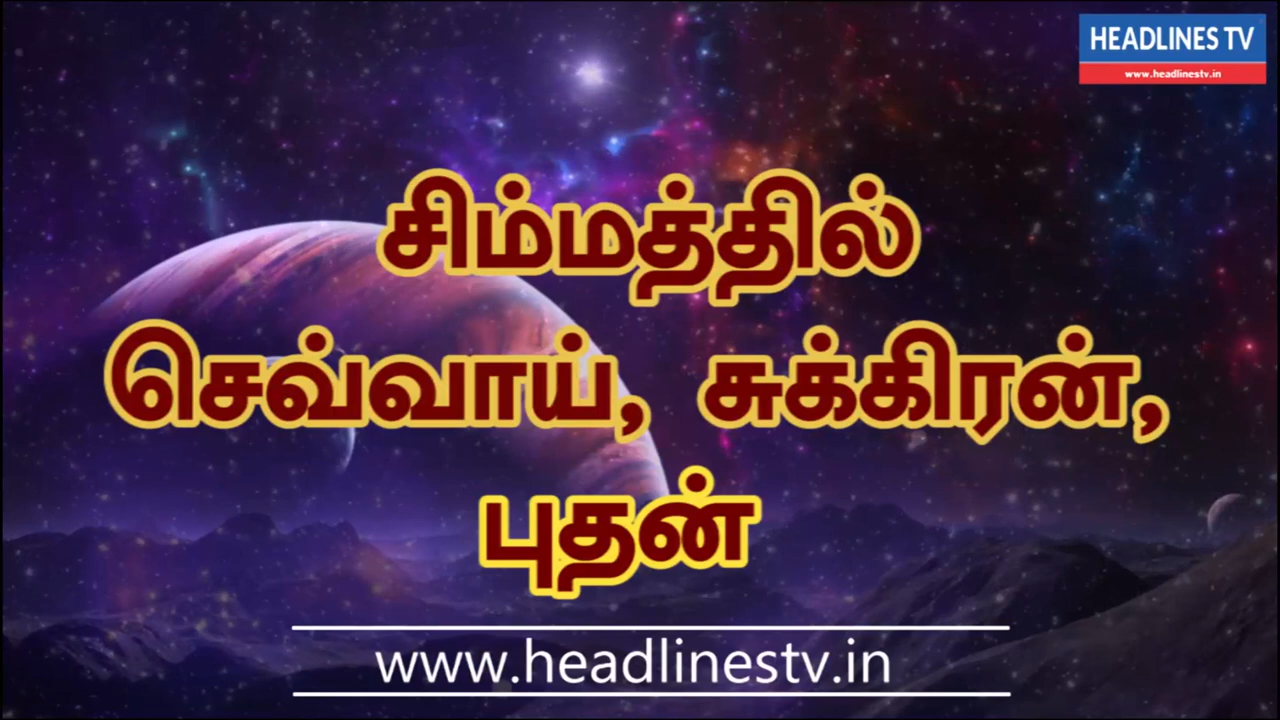 HEADLINES TV
www.headlinestv.in
சிம்மத்தில்
செவ்வாய், சுக்கிரன்,
புதன்
www.headlinestv.in